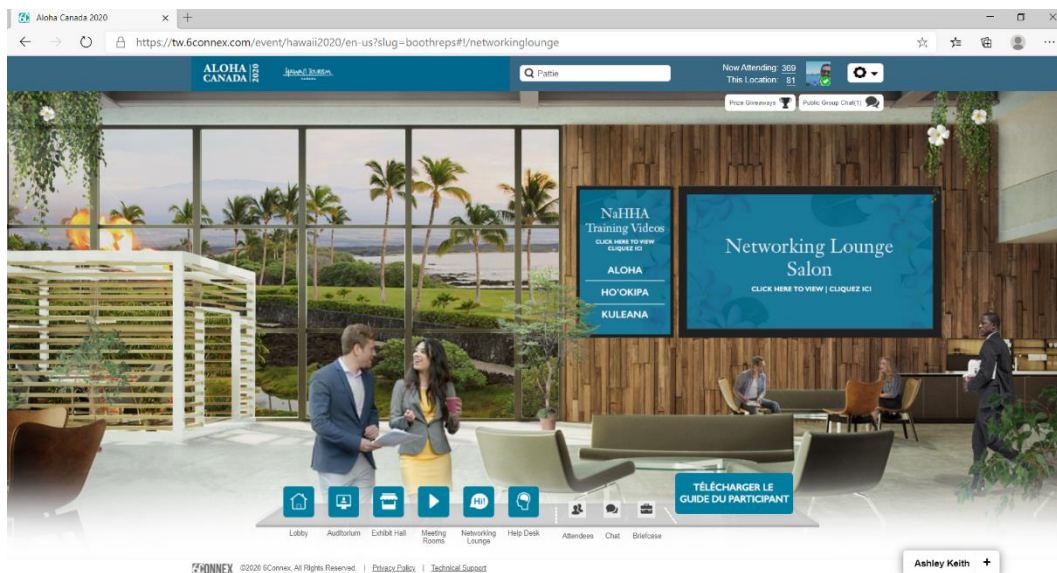 Aloha Canada 2020
https://tw.6connex.com/event/hawaii2020/en-us?slug=boothreps#!/networkinglounge
ALOHA
CANADA
2020
Pattie
Now Attending: 369
This Location: 81
Prize Giveaways
Public Group Chat(1)
NaHHA
Training Videos
CLICK HERE TO VIEW
CLIQUEZ ICI
ALOHA
HO'OKIPA
KULEANA
Networking Lounge
Salon
CLICK HERE TO VIEW | CLIQUEZ ICI
TÉLÉCHARGER LE
GUIDE DU PARTICIPANT
Hi!
Lobby
Auditorium
Exhibit Hall
Meeting
Rooms
Networking
Lounge
Help Desk
Attendees
Chat
Briefcase
6CONNEX
©2020 6Connex, All Rights Reserved | Privacy Policy | Technical Support
Ashley Keith +